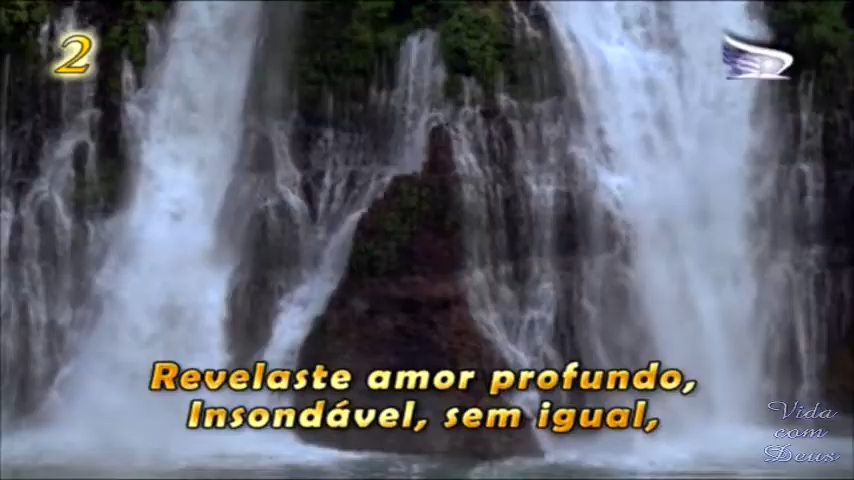 2
Revelaste amor profundo,
Insondável, sem igual,
Vida
com
Deus